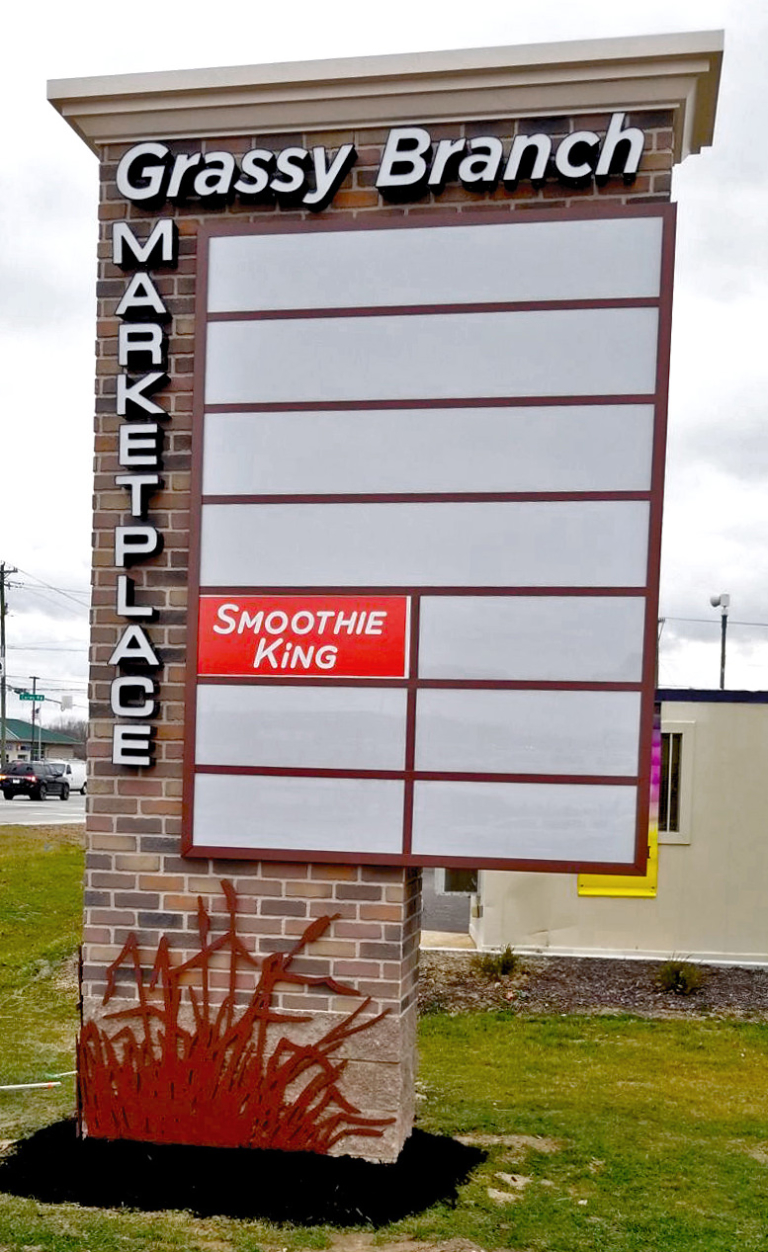 Grassy Branch
MARKETPLACE
SMOOTHIE
KiNG